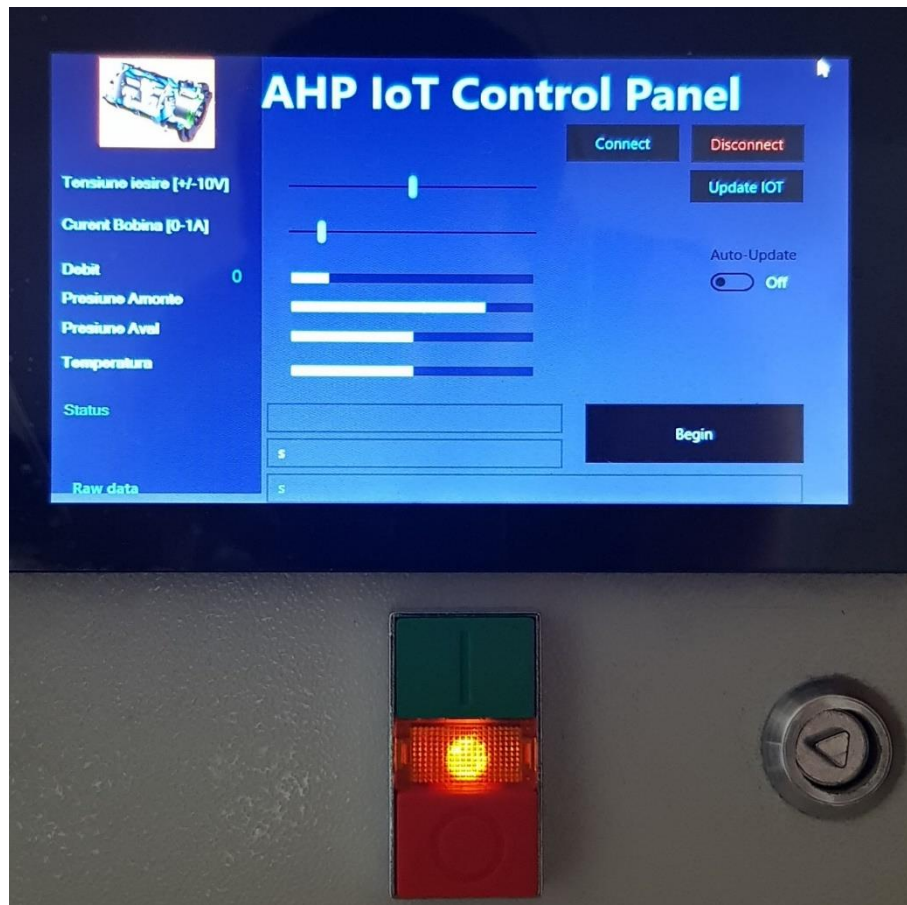 AHP IoT Control Panel
Connect
Disconnect
Tensiune iesire [+/-10V]
Update IOT
Curent Bobina [0-1A]
Auto-Update
Debit
0
Off
Presiune Amonte
Presiune Aval
Temperatura
Status
Begin
s
Raw data
s